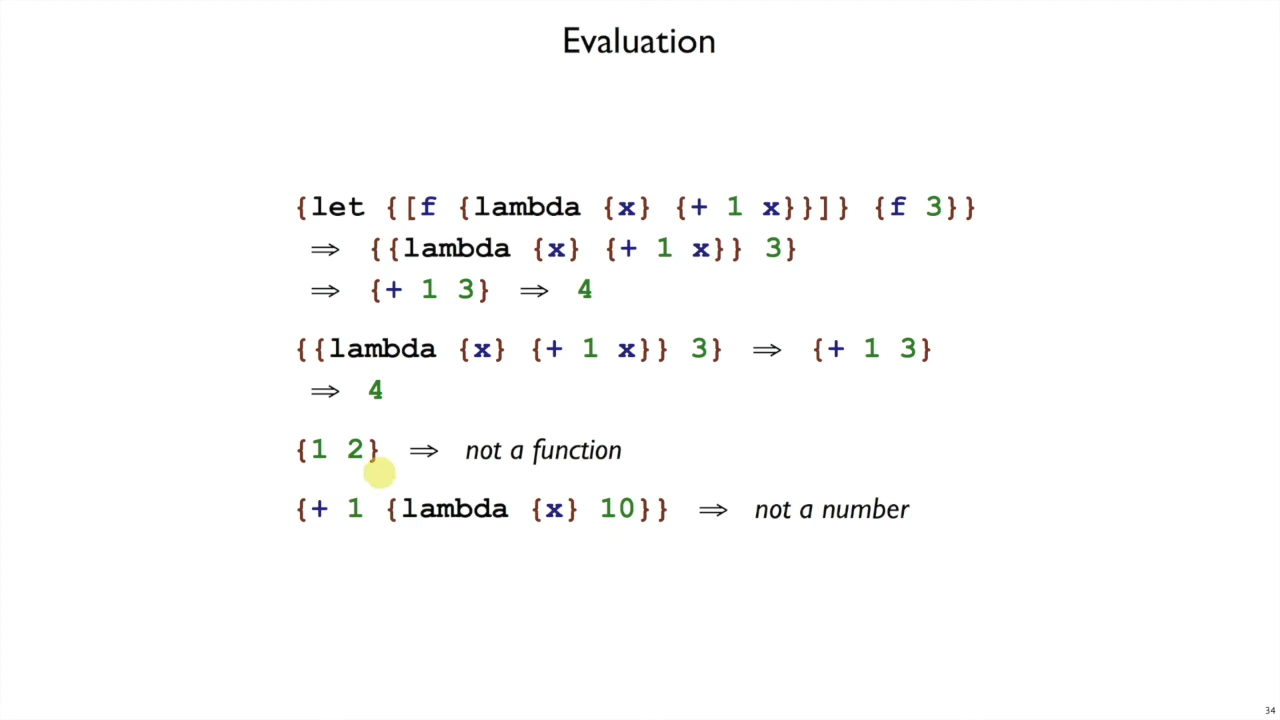 Evaluation
{let {[f {lambda {x} {+ 1 x}}]} {f 3}}
⇒ {{lambda {x} {+ 1 x}} 3}
⇒ {+ 1 3} ⇒ 4
{{lambda {x} {+ 1 x}} 3} ⇒ {+ 1 3}
⇒ 4
{1 2} ⇒ not a function
{+ 1 {lambda {x} 10}} ⇒ not a number
34